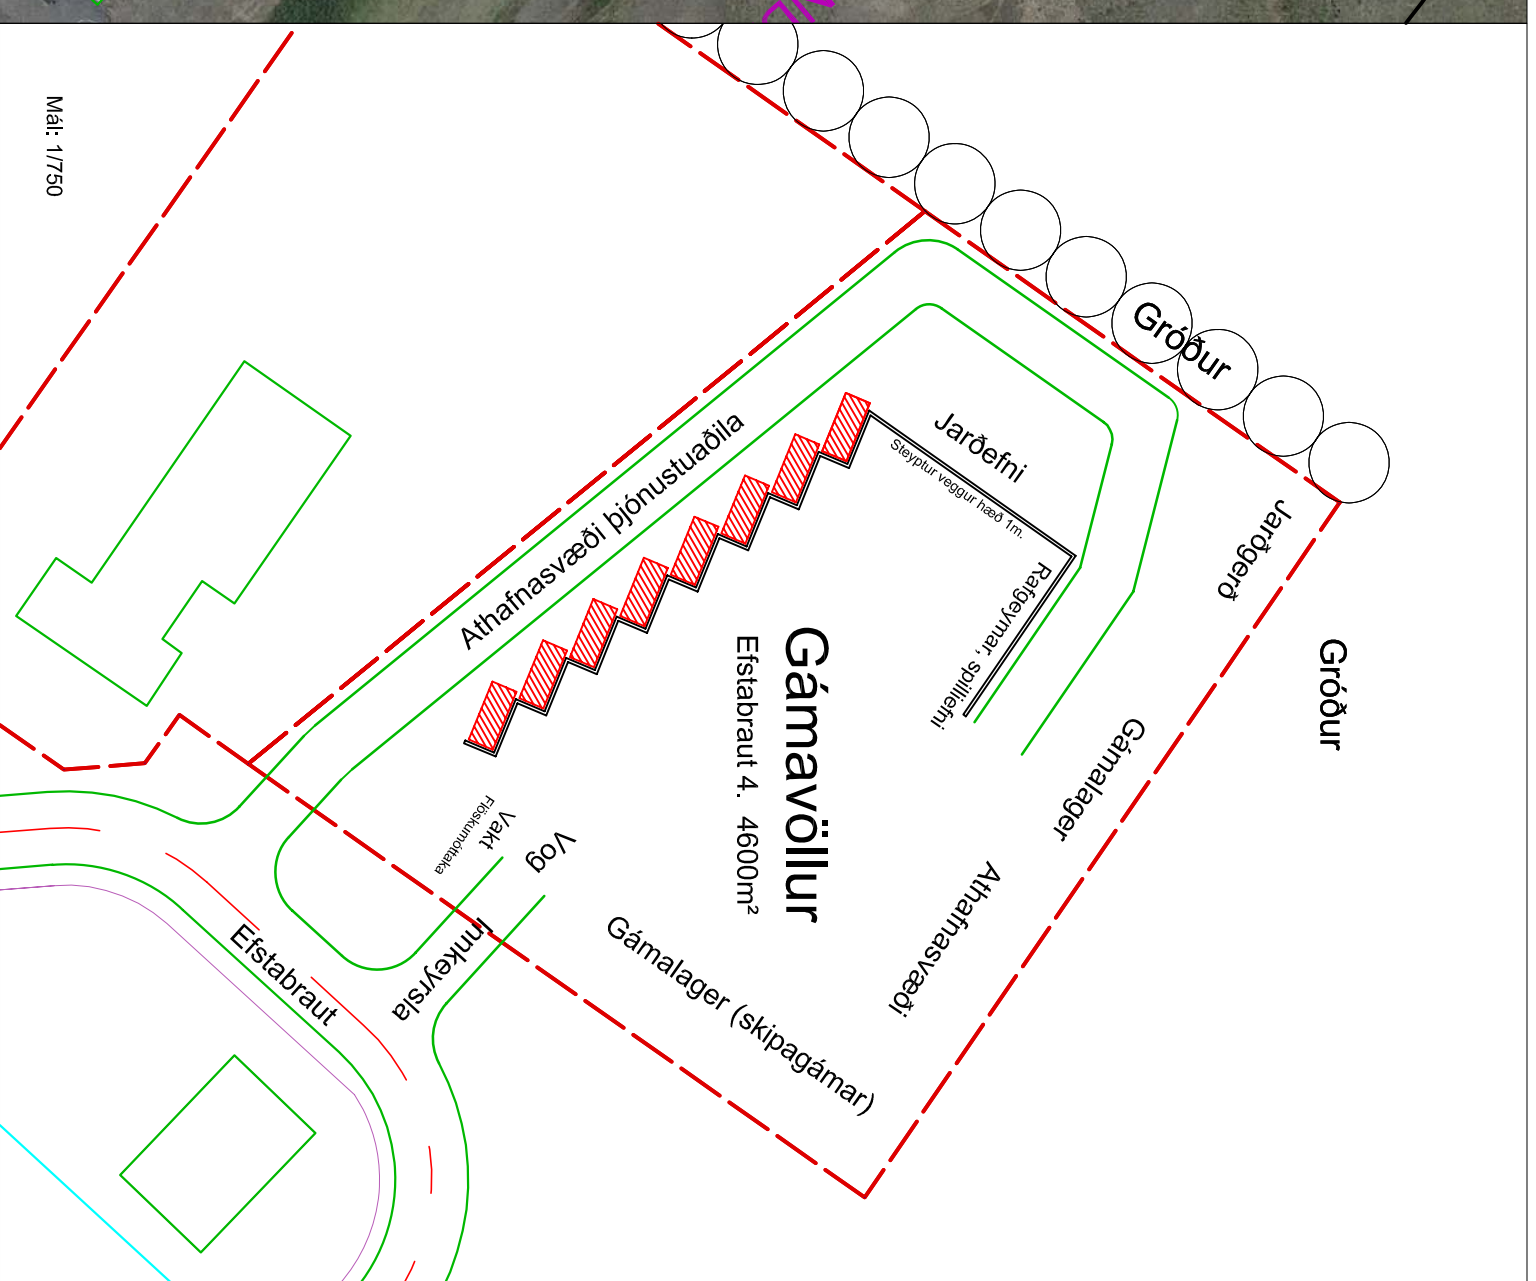 Mál: 1/750
Gróður
Jarðefni
Steyptur veggur hæð 1m.
Athafnasvæði þjónustuaðila
Jarðgerð
Rafgeymar, spilliefni
Gróður
Gámavöllur
Efstabraut 4. 4600m²
Gámalager
Vakt
Flöskumóttaka
Vog
Athafnasvæði
Innkeyrsla
Efstabraut
Gámalager (skipagámar)